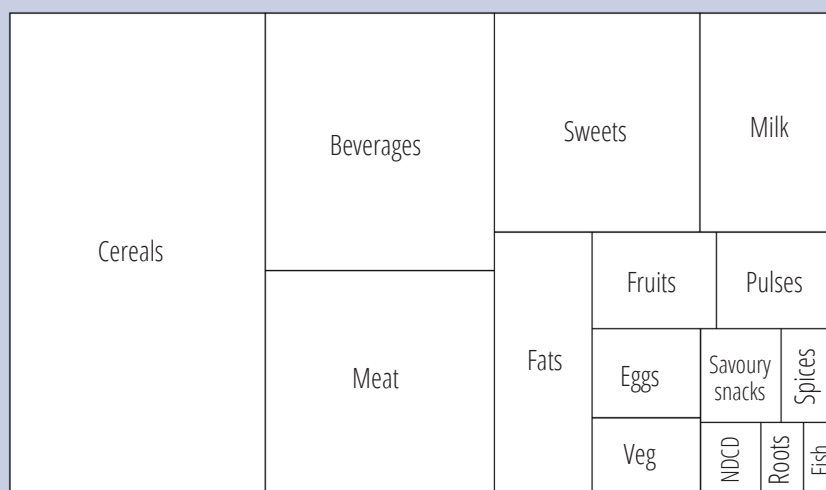 Cereals
Beverages
Meat
Sweets
Milk
Fats
Fruits
Pulses
Eggs
Veg
Savoury
snacks
Spices
NDCD
Roots
Fish